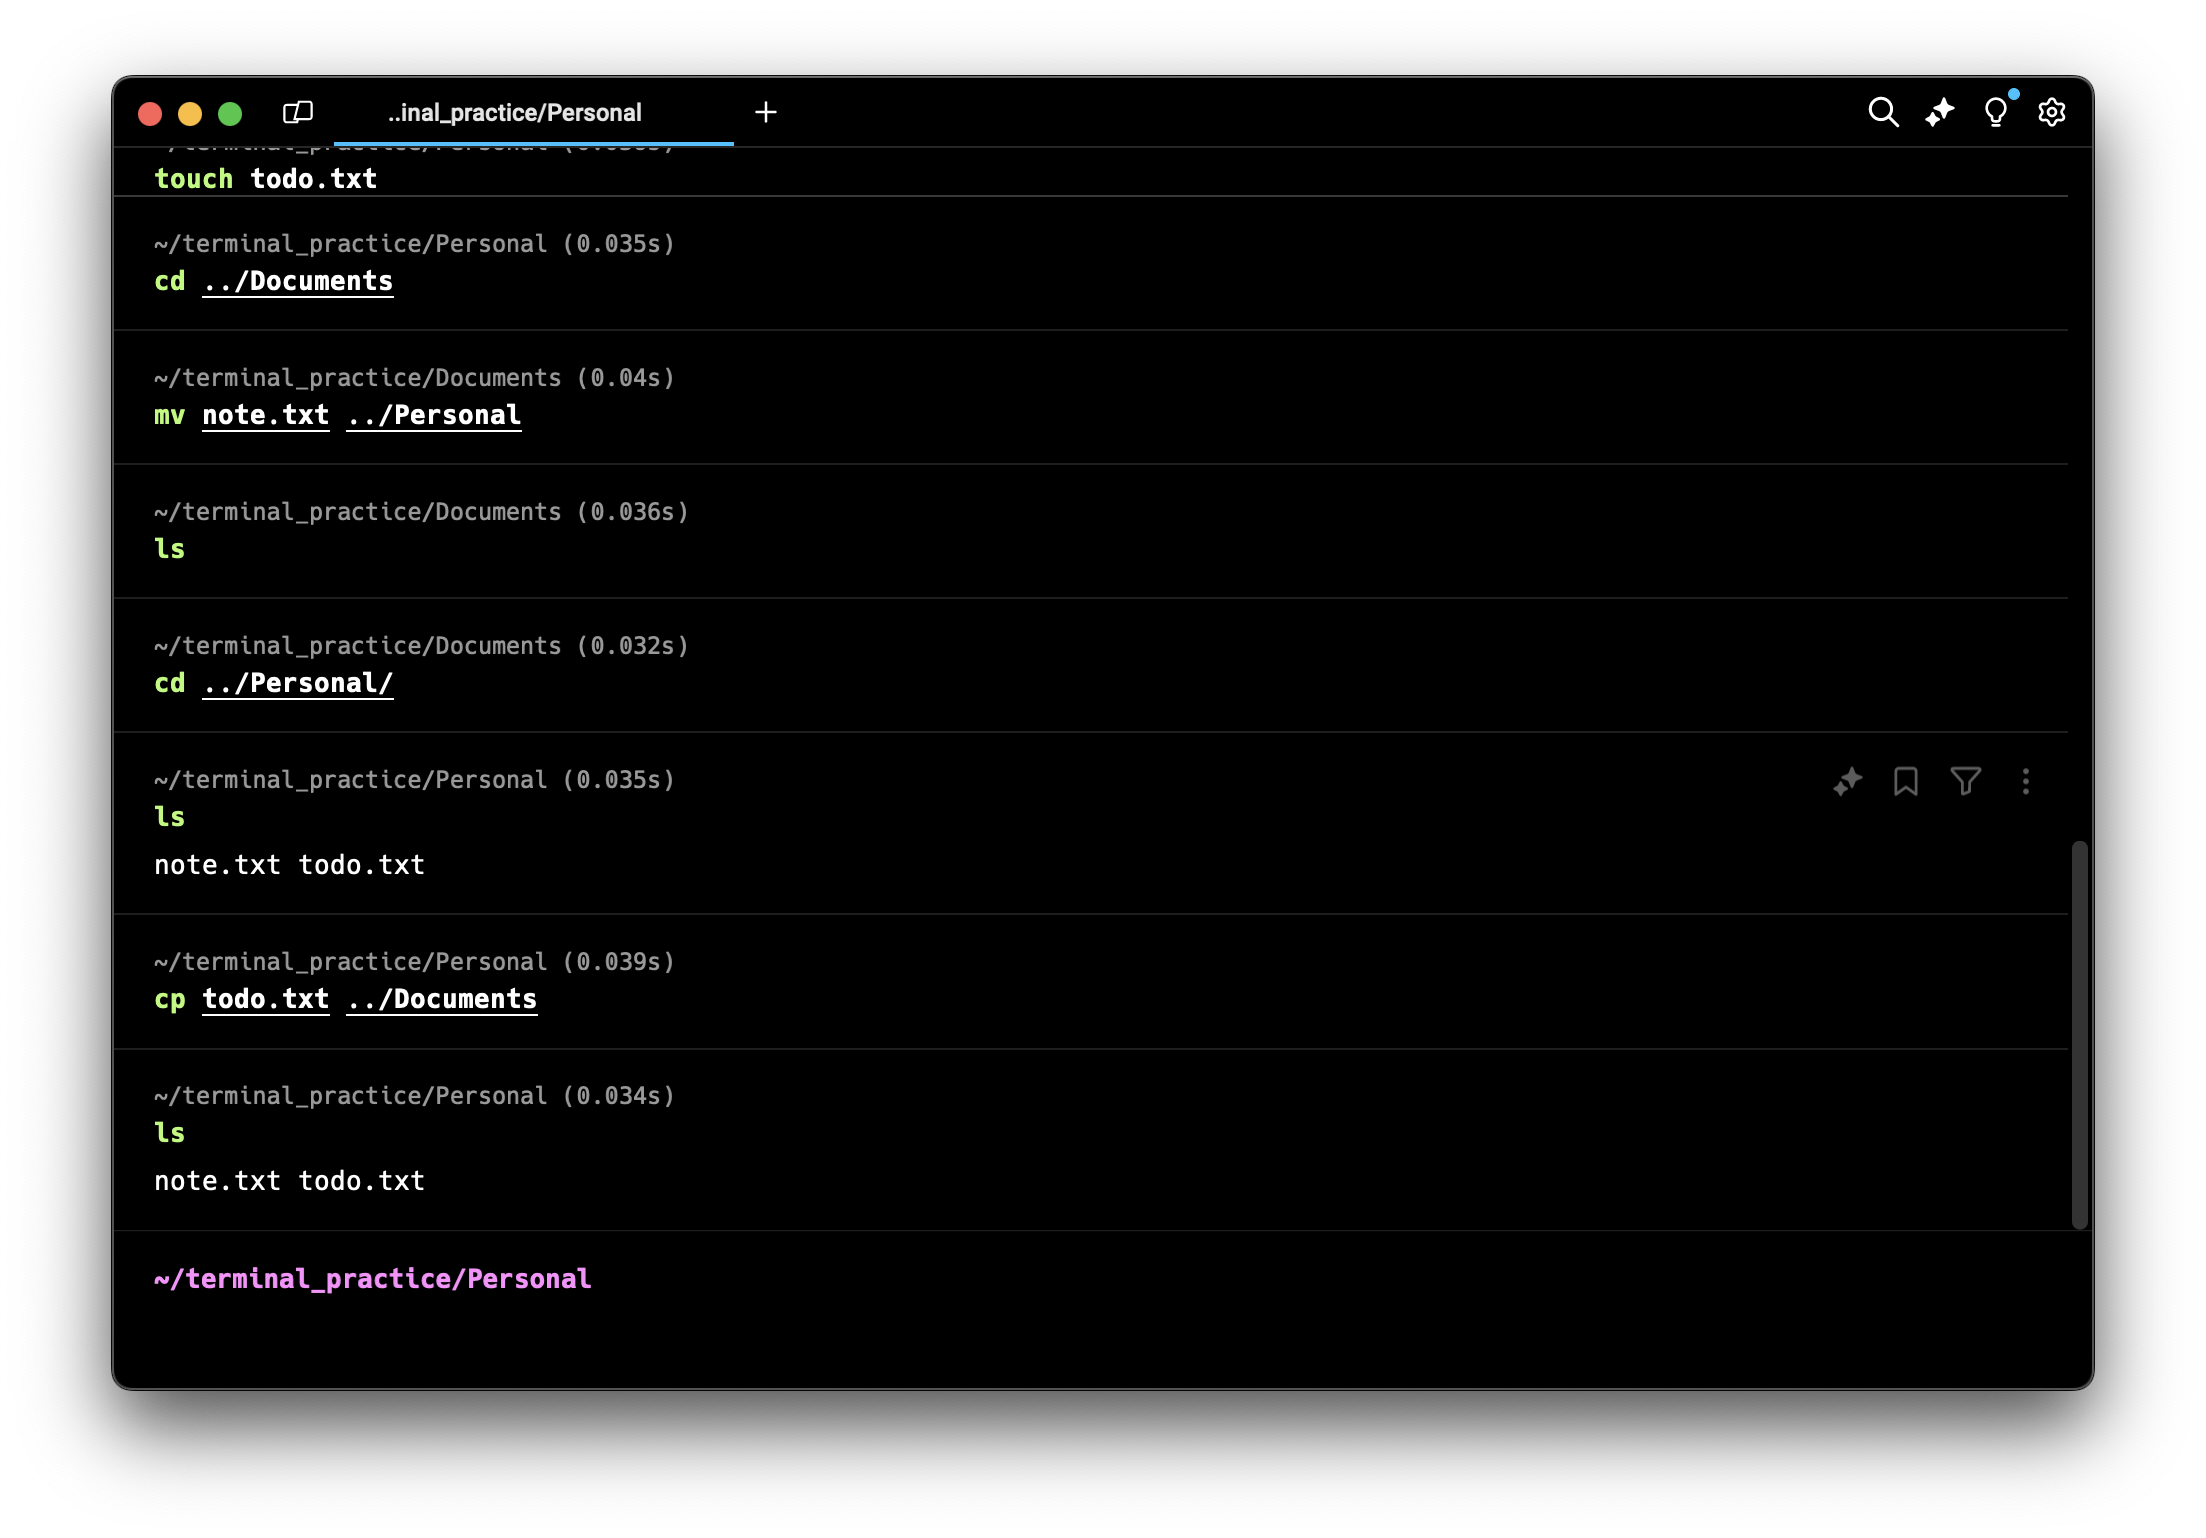 ..inal_practice/Personal
touch todo.txt
~/terminal_practice/Personal (0.035s)
cd ../Documents
~/terminal_practice/Documents (0.04s)
mv note.txt ../Personal
~/terminal_practice/Documents (0.036s)
ls
~/terminal_practice/Documents (0.032s)
cd ../Personal/
~/terminal_practice/Personal (0.035s)
ls
note.txt todo.txt
~/terminal_practice/Personal (0.039s)
cp todo.txt ../Documents
~/terminal_practice/Personal (0.034s)
ls
note.txt todo.txt
~/terminal_practice/Personal